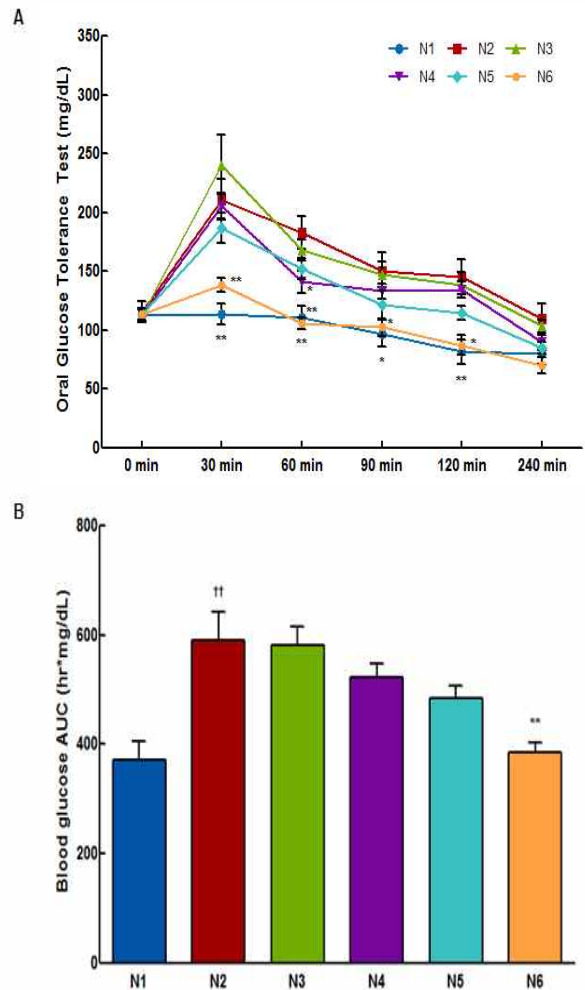 A
Oral Glucose Tolerance Test (mg/dL)
350
300
250
200
150
100
50
0
N1 N2 N3
N4 N5 N6
**
*
**
** ** * *
* **
0 min 30 min 60 min 90 min 120 min 240 min
B
Blood glucose AUC (hr*mg/dL)
800
600
400
200
0
††
**
N1 N2 N3 N4 N5 N6